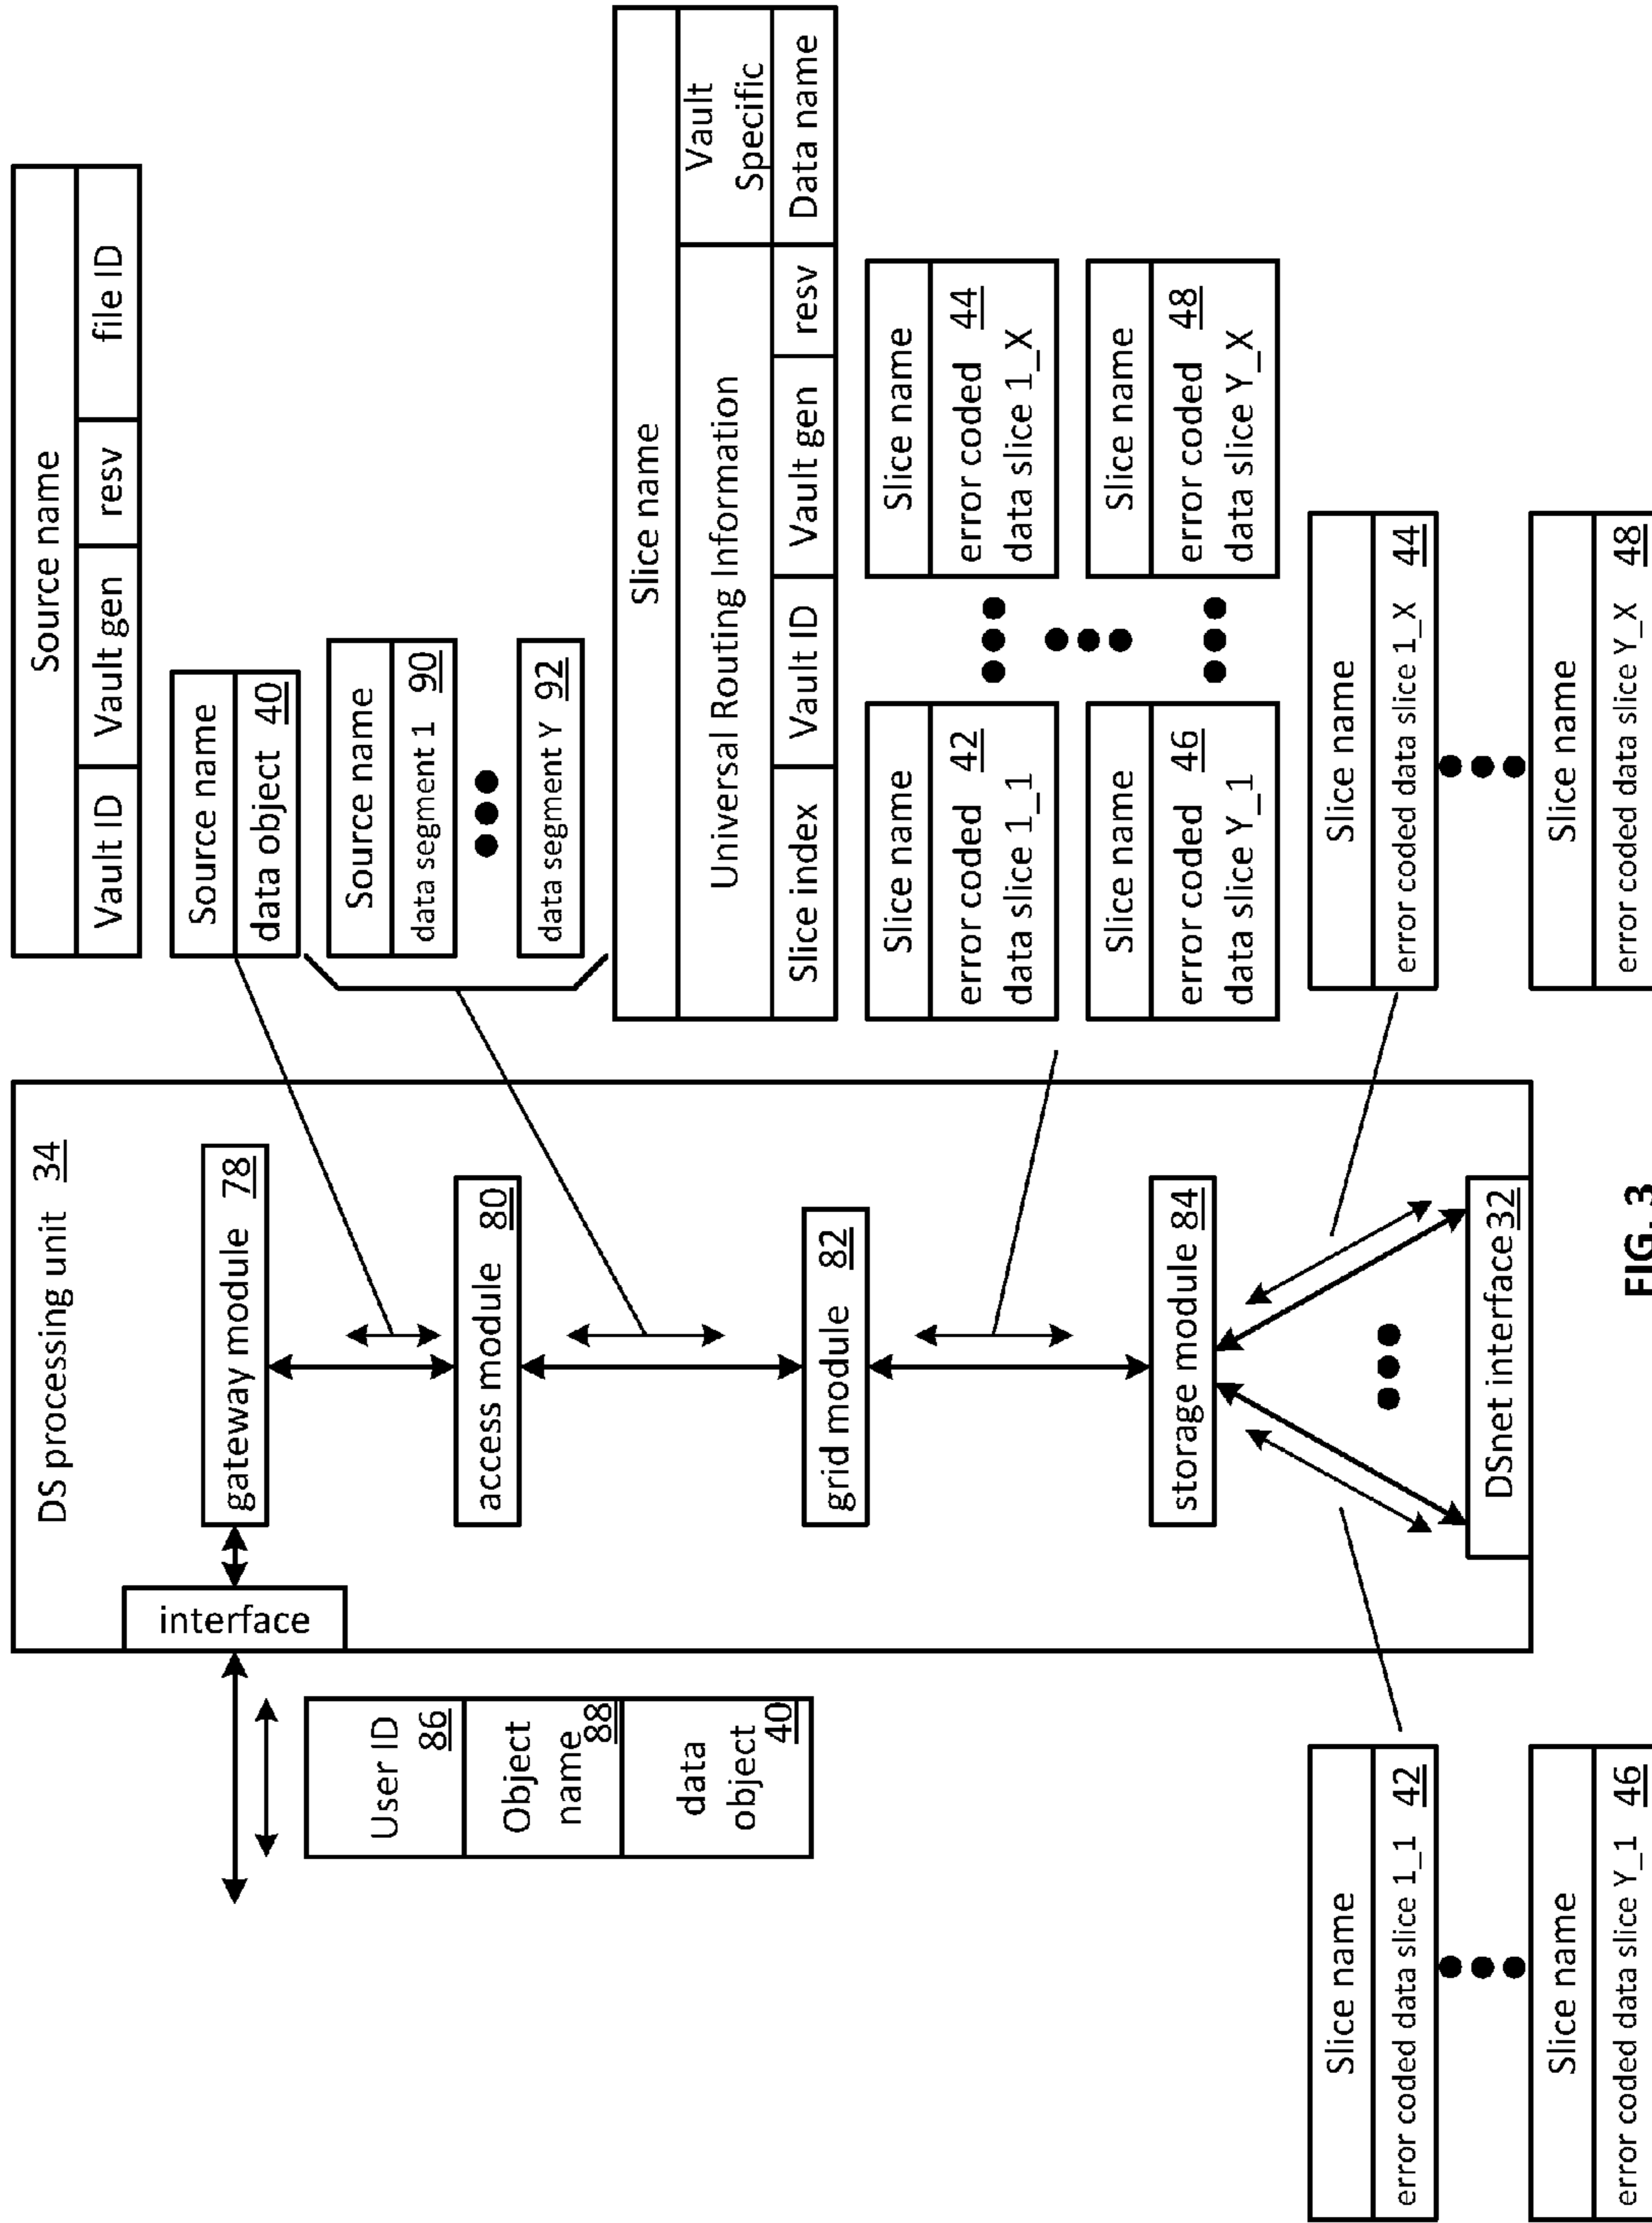 DS processing unit 34
interface
gateway module 78
access module 80
grid module 82
storage module 84
DSnet interface 32
User ID
86
Object
name
88
data
object
40
Source name
Vault ID
Vault gen
resv
file ID
Source name
data object 40
Source name
data segment 1 90
data segment Y 92
Slice name
Universal Routing Information
Vault
Specific
Slice index
Vault ID
Vault gen
resv
Data name
Slice name
error coded 42
data slice 1_1
Slice name
error coded 44
data slice 1_X
Slice name
error coded 46
data slice Y_1
Slice name
error coded 48
data slice Y_X
Slice name
error coded data slice 1_1 42
Slice name
error coded data slice Y_1 46
Slice name
error coded data slice 1_X 44
Slice name
error coded data slice Y_X 48
FIG. 3